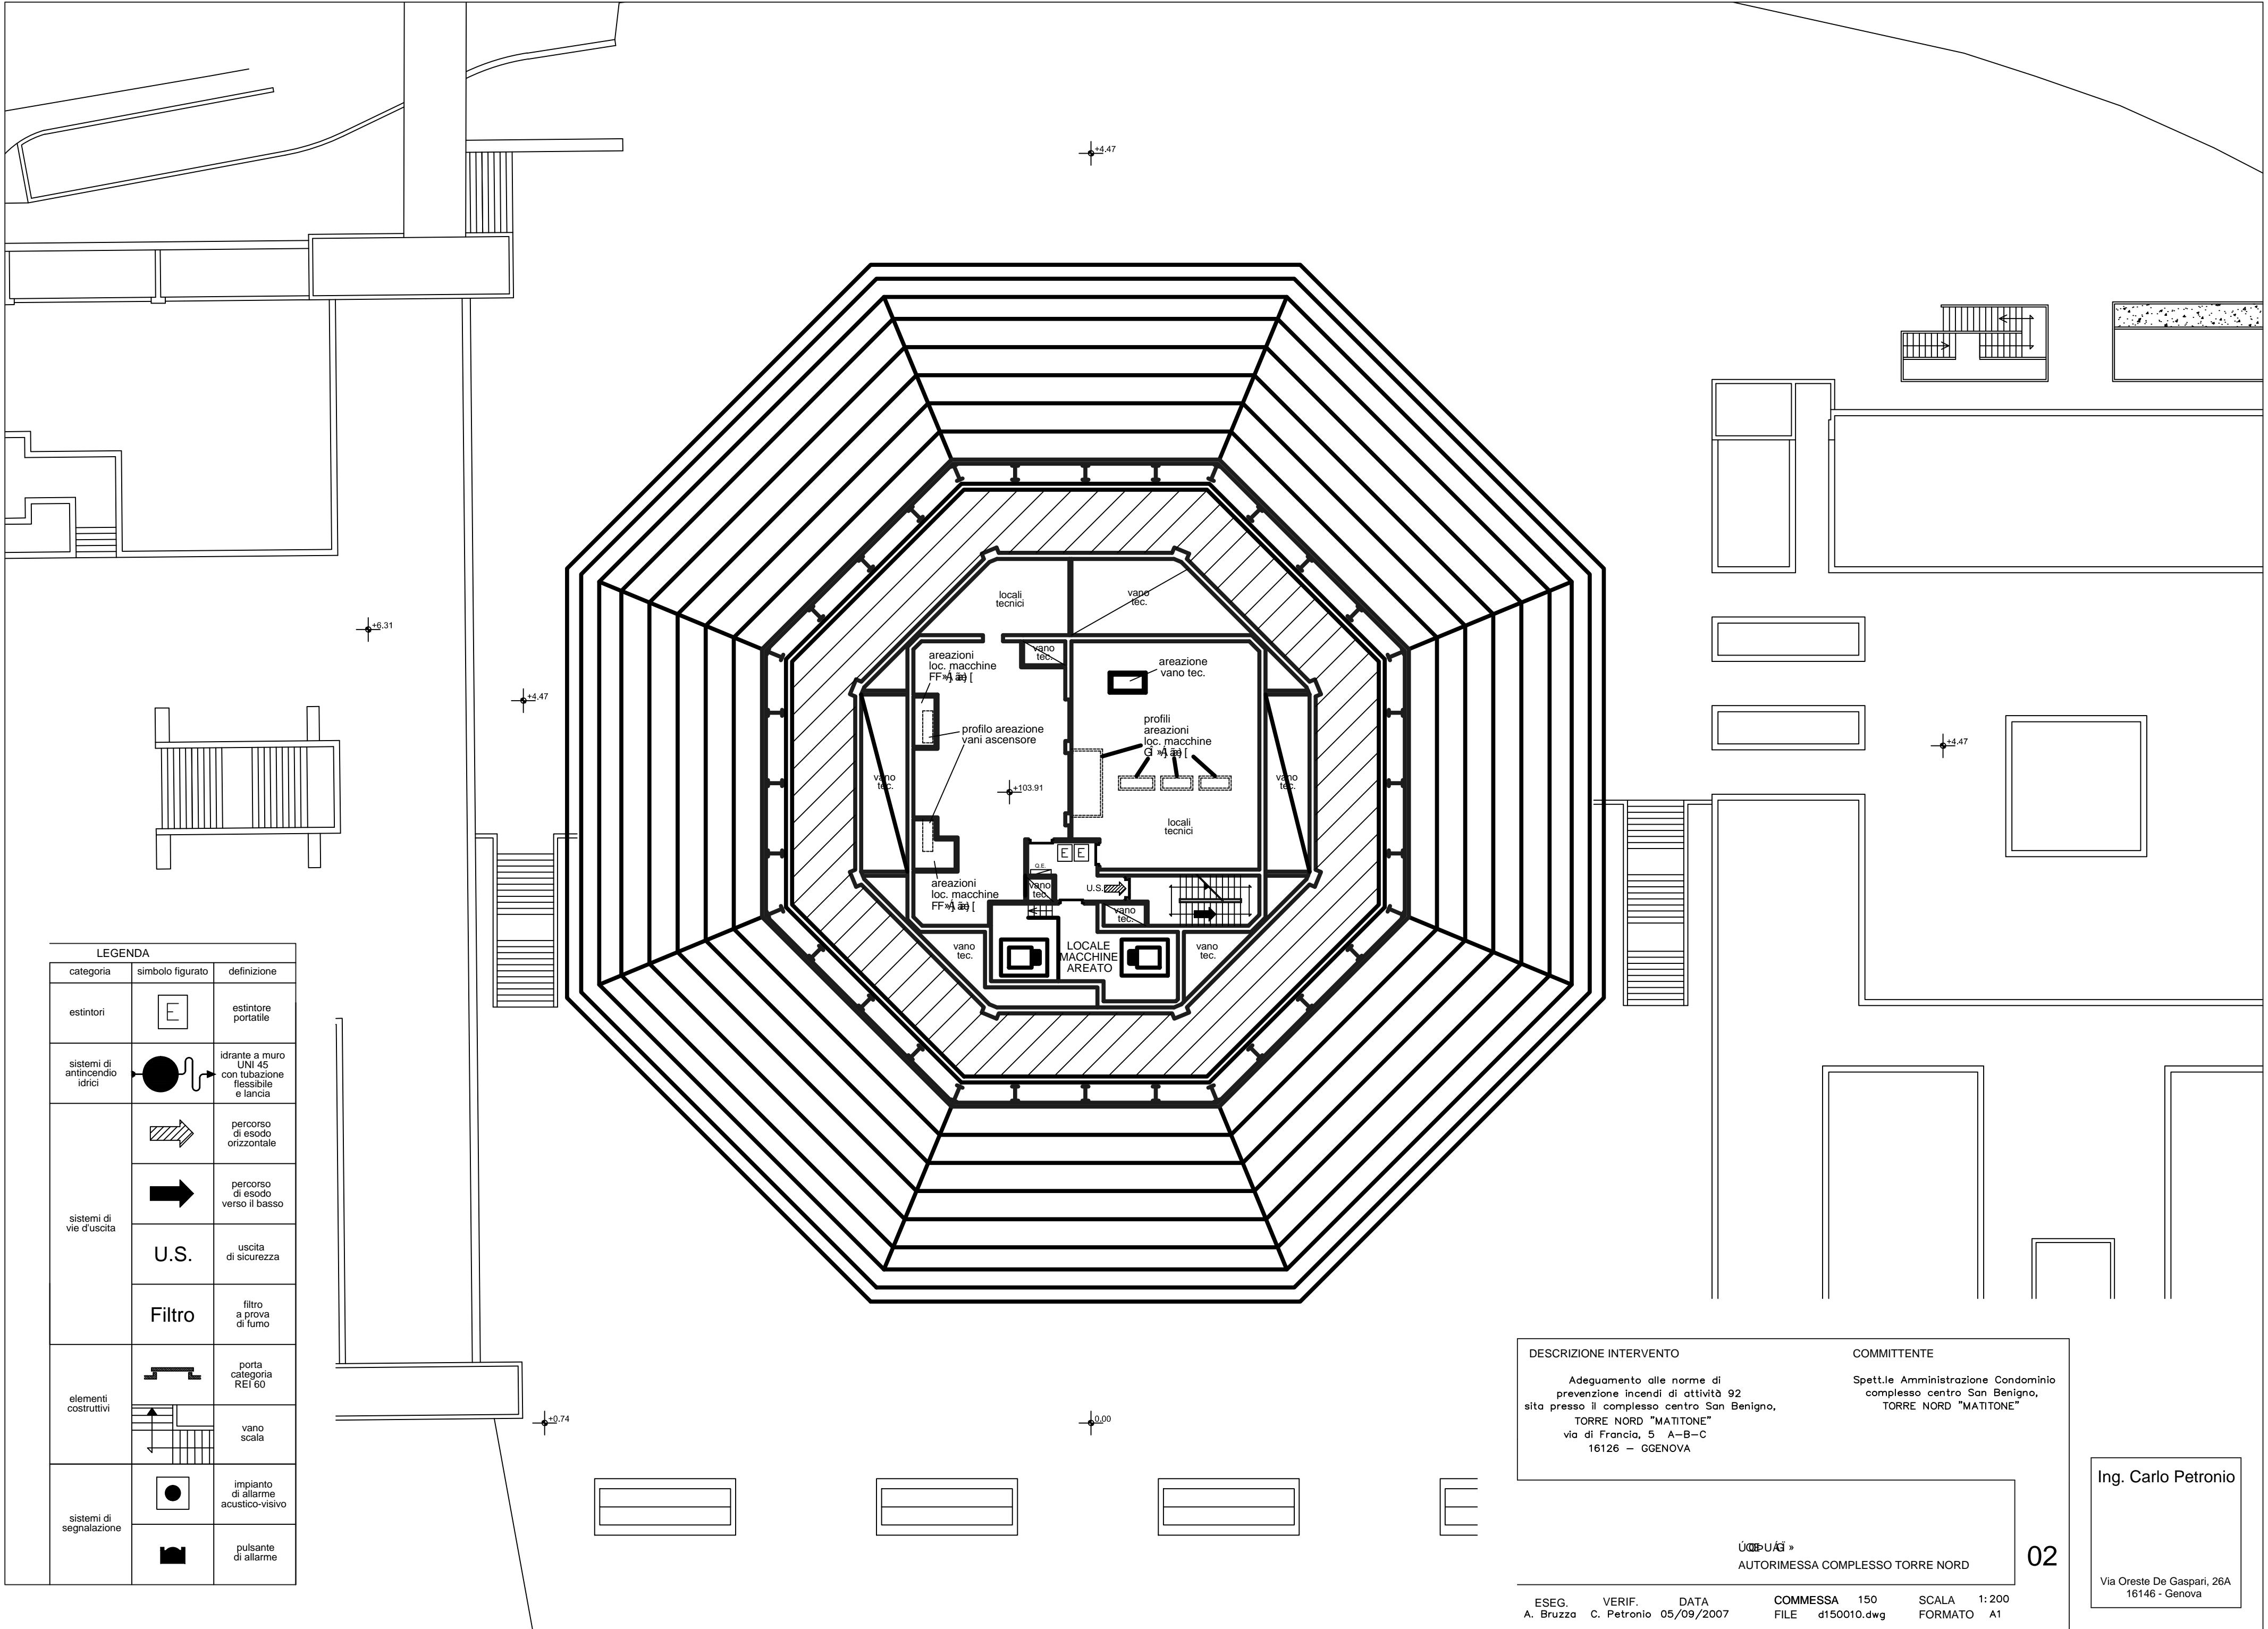 +4.47
+6.31
+4.47
+4.47
locali
tecnici
vano
tec.
vano
tec.
areazioni
loc. macchine
areazione
vano tec.
profilo areazione
vani ascensore
profili
areazioni
loc. macchine
vano
tec.
vano
tec.
+103.91
locali
tecnici
E E
Q.E.
areazioni
loc. macchine
vano
tec.
U.S.
vano
tec.
vano
tec.
LOCALE
MACCHINE
AREATO
vano
tec.
+0.74
0.00
LEGENDA
categoria simbolo figurato definizione
estintori E estintore
portatile
sistemi di
antincendio
idrici
idrante a muro
UNI 45
con tubazione
flessibile
e lancia
sistemi di
vie d'uscita
percorso
di esodo
orizzontale
percorso
di esodo
verso il basso
U.S. uscita
di sicurezza
Filtro filtro
a prova
di fumo
elementi
costruttivi
porta
categoria
REI 60
vano
scala
sistemi di
segnalazione
impianto
di allarme
acustico-visivo
pulsante
di allarme
DESCRIZIONE INTERVENTO
Adeguamento alle norme di
prevenzione incendi di attività 92
sita presso il complesso centro San Benigno,
TORRE NORD "MATITONE"
via di Francia, 5 A-B-C
16126 - GGENOVA
COMMITTENTE
Spett.le Amministrazione Condominio
complesso centro San Benigno,
TORRE NORD "MATITONE"
AUTORIMESSA COMPLESSO TORRE NORD
02
ESEG. VERIF. DATA COMMESSA 150 SCALA 1:200
A. Bruzza C. Petronio 05/09/2007 FILE d150010.dwg FORMATO A1
Ing. Carlo Petronio
Via Oreste De Gaspari, 26A
16146 - Genova